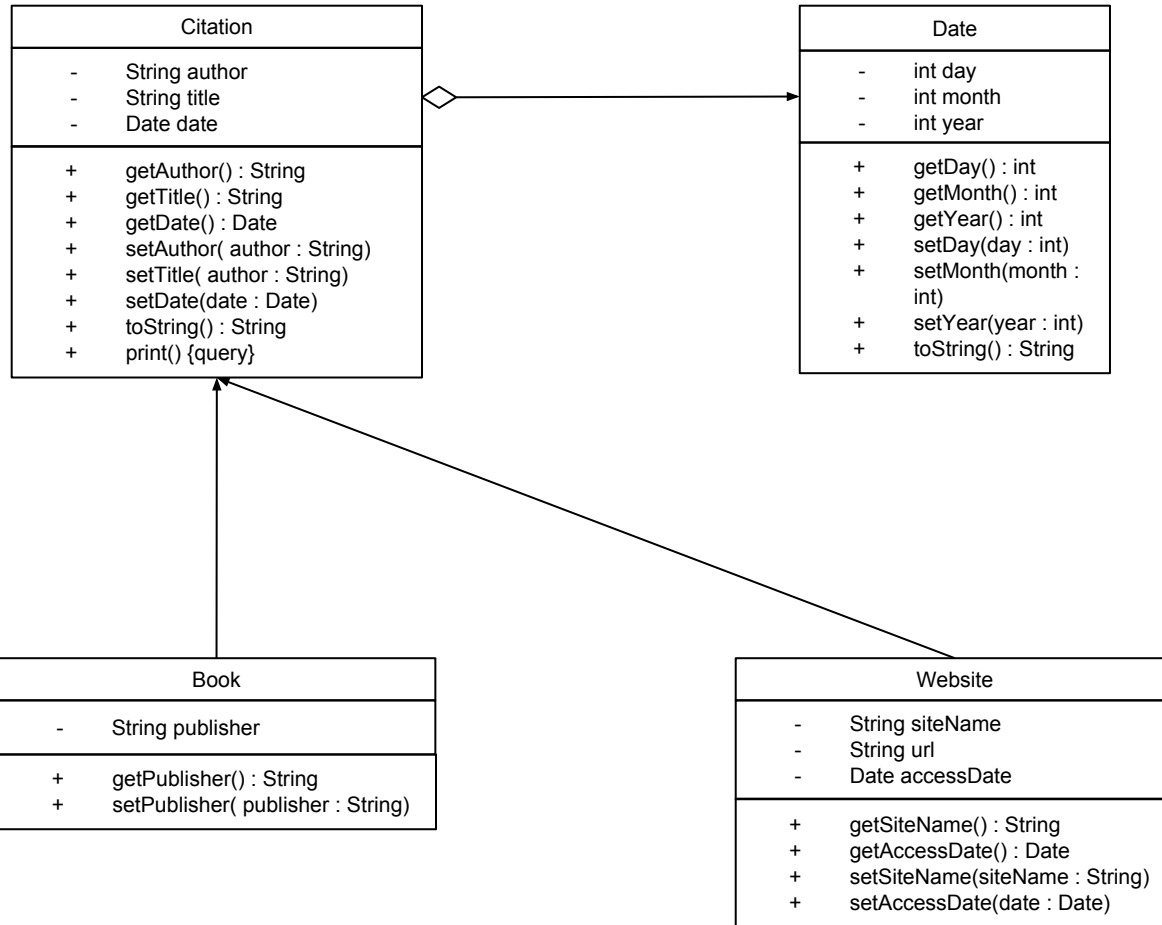 Citation
- String author
- String title
- Date date
+ getAuthor() : String
+ getTitle() : String
+ getDate() : Date
+ setAuthor( author : String)
+ setTitle( author : String)
+ setDate(date : Date)
+ toString() : String
+ print() {query}
Date
- int day
- int month
- int year
+ getDay() : int
+ getMonth() : int
+ getYear() : int
+ setDay(day : int)
+ setMonth(month :
int)
+ setYear(year : int)
+ toString() : String
Book
- String publisher
+ getPublisher() : String
+ setPublisher( publisher : String)
Website
- String siteName
- String url
- Date accessDate
+ getSiteName() : String
+ getAccessDate() : Date
+ setSiteName(siteName : String)
+ setAccessDate(date : Date)